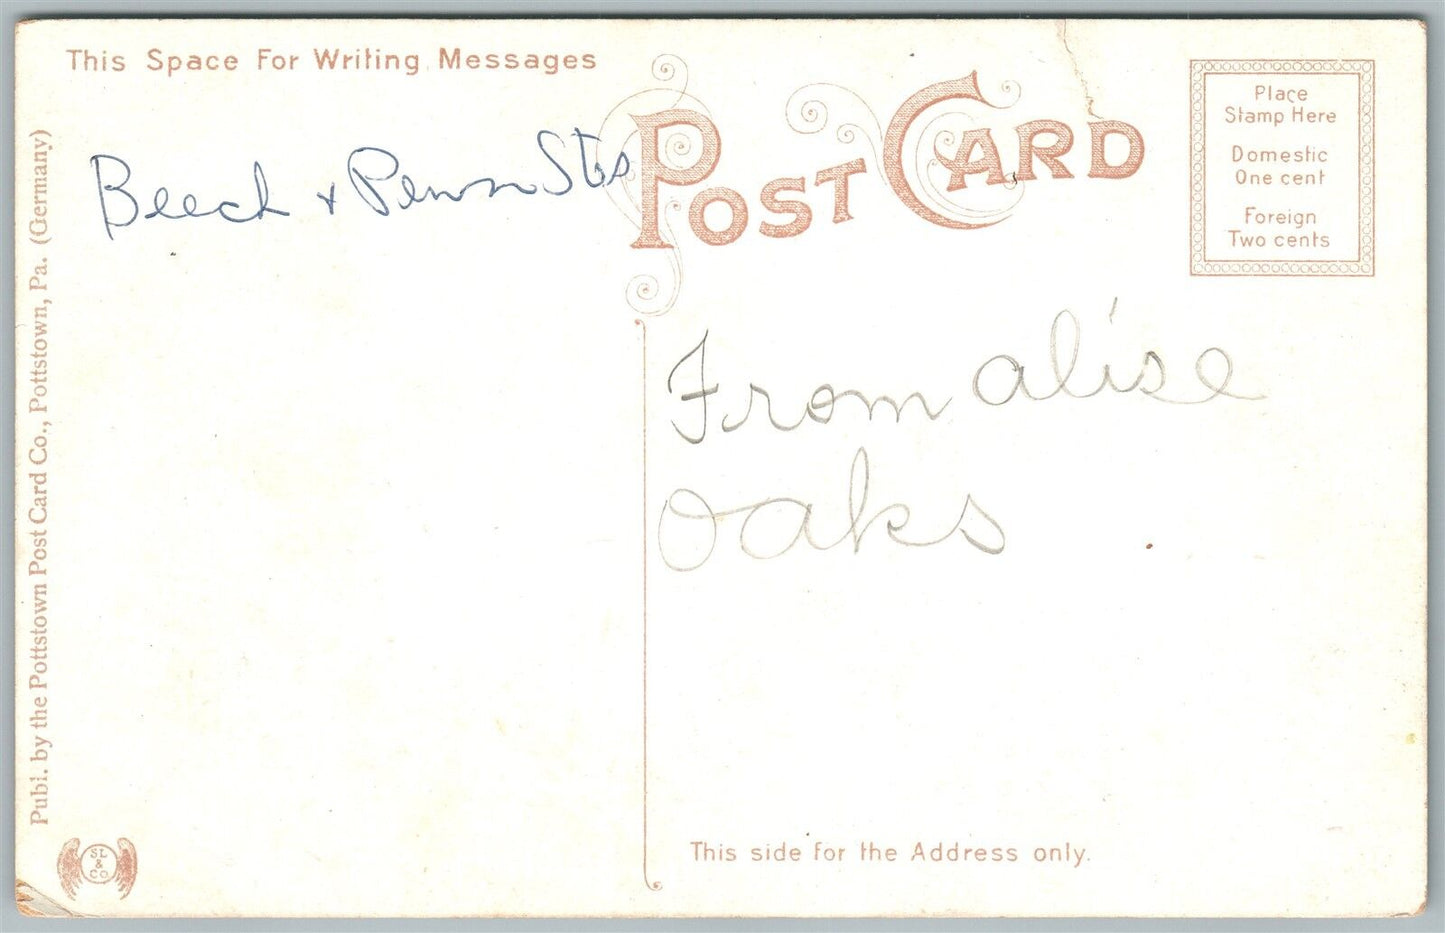 This Space For Writing Messages
Beech + Penn Sts
POST CARD
Place
Stamp Here
Domestic
One cent
Foreign
Two cents
From alise
oaks
This side for the Address only.
Publ. by the Pottstown Post Card Co., Pottstown, Pa. (Germany)
SL
&
CO